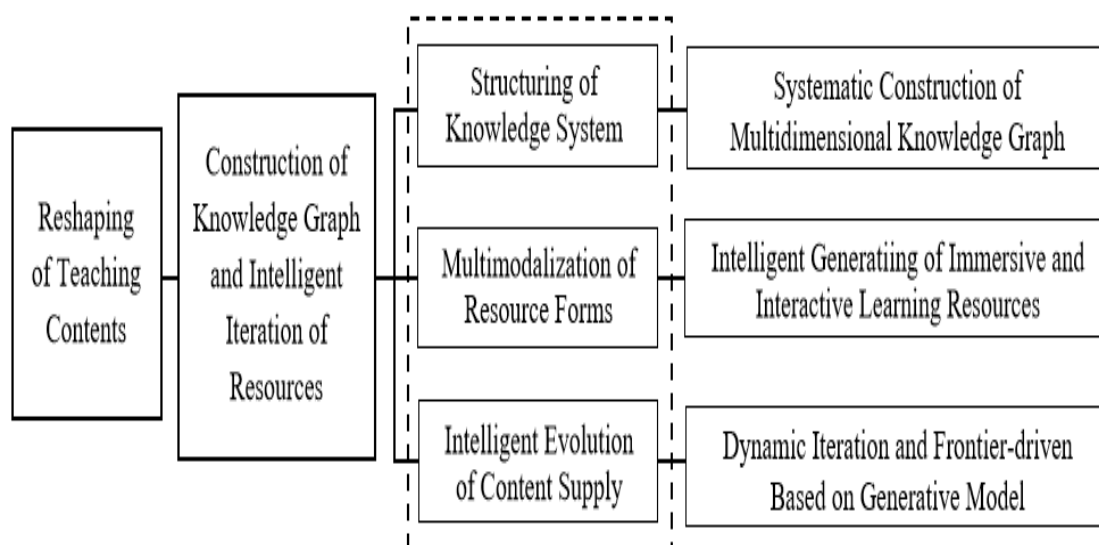 Reshaping
of Teaching
Contents
Construction of
Knowledge Graph
and Intelligent
Iteration of
Resources
Structuring of
Knowledge System
Systematic Construction of
Multidimensional Knowledge Graph
Multimodalization of
Resource Forms
Intelligent Generatiing of Immersive and
Interactive Learning Resources
Intelligent Evolution
of Content Supply
Dynamic Iteration and Frontier-driven
Based on Generative Model